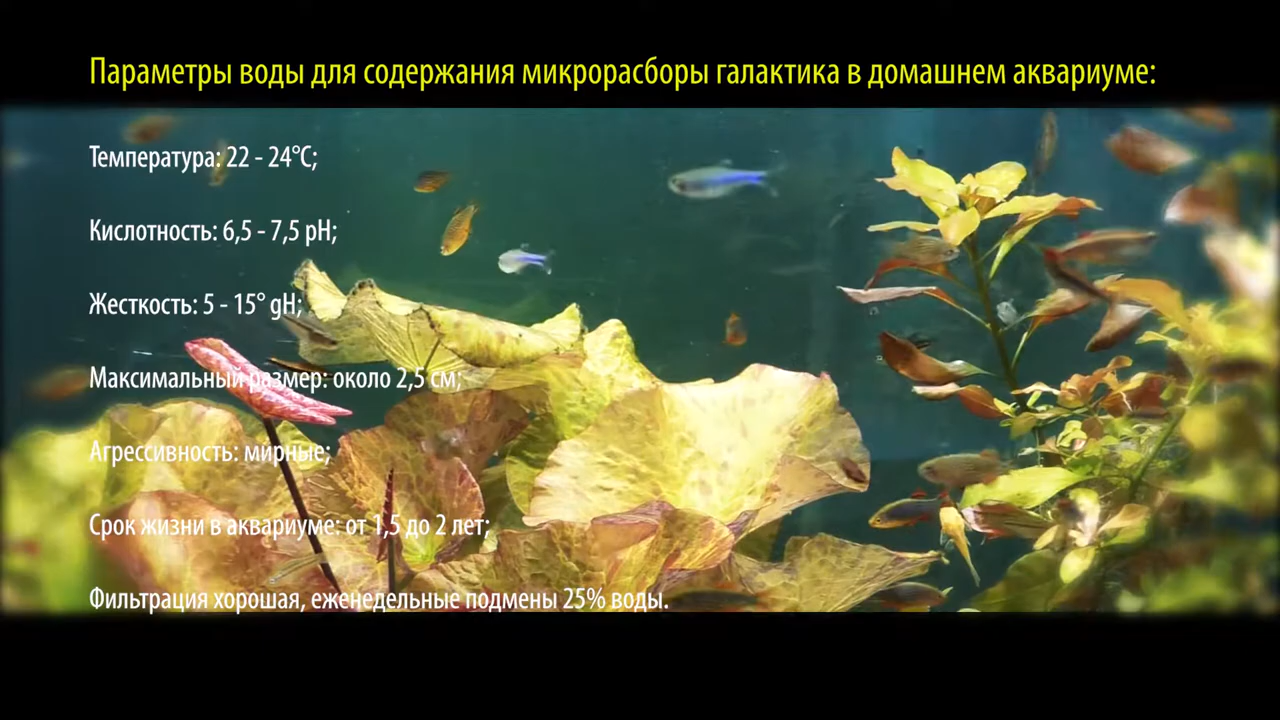 Параметры воды для содержания микрорасборы галактика в домашнем аквариуме:
Температура: 22 - 24°C;
Кислотность: 6,5 - 7,5 pH;
Жесткость: 5 - 15° gH;
Максимальный размер: около 2,5 см;
Агрессивность: мирные;
Срок жизни в аквариуме: от 1,5 до 2 лет;
Фильтрация хорошая, еженедельные подмены 25% воды.